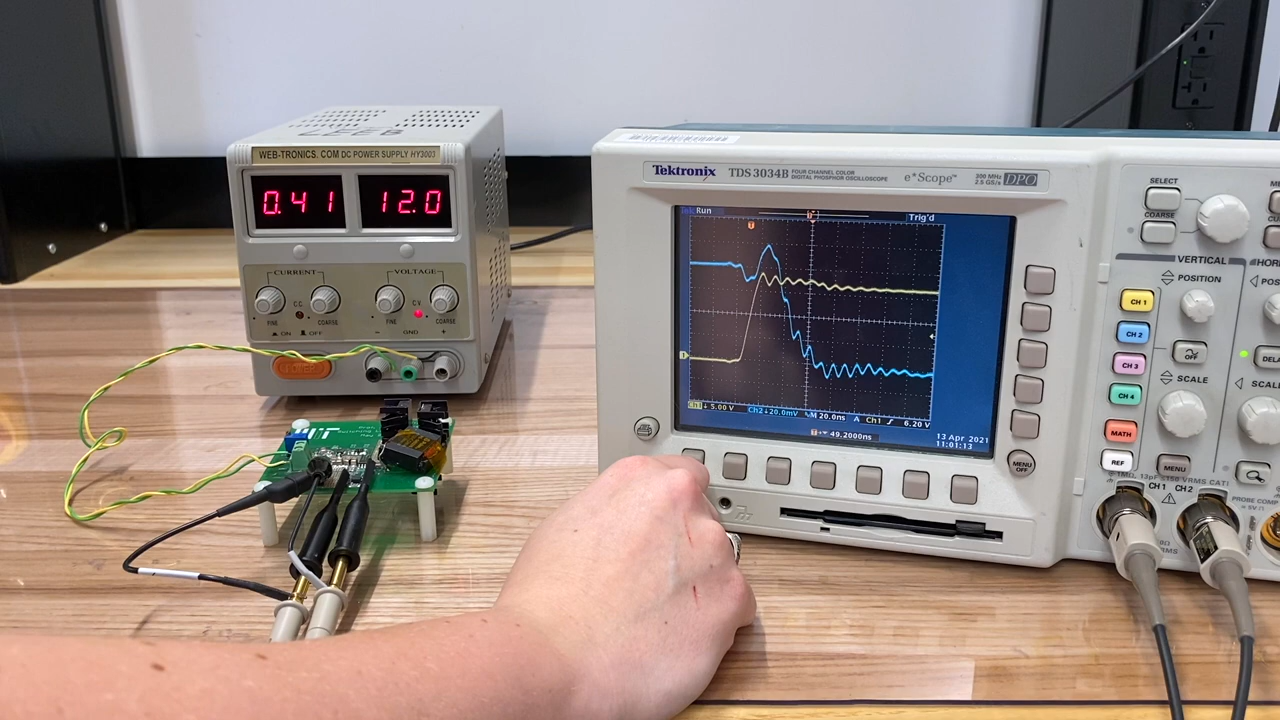 WEB-TRONICS. COM DC POWER SUPPLY HY3003
0.41 12.0
CURRENT
VOLTAGE
C.C.
C.V.
FINE
COARSE
FINE
COARSE
ON OFF
GND
POWER
Tektronix TDS 3034B FOUR CHANNEL COLOR
DIGITAL PHOSPHOR OSCILLOSCOPE
e*Scope™
300 MHz
2.5 GS/s DPO
Tek Run
Trig'd
Ch1 5.00 V Ch2 20.0mV M 20.0ns A Ch1 6.20 V
49.2000ns
13 Apr 2021
11:01:13
MENU
OFF
SELECT
COARSE
VERTICAL
POSITION
CH 1
CH 2
CH 3
CH 4
MATH
REF
OFF
SCALE
MENU
CH 1 CH 2